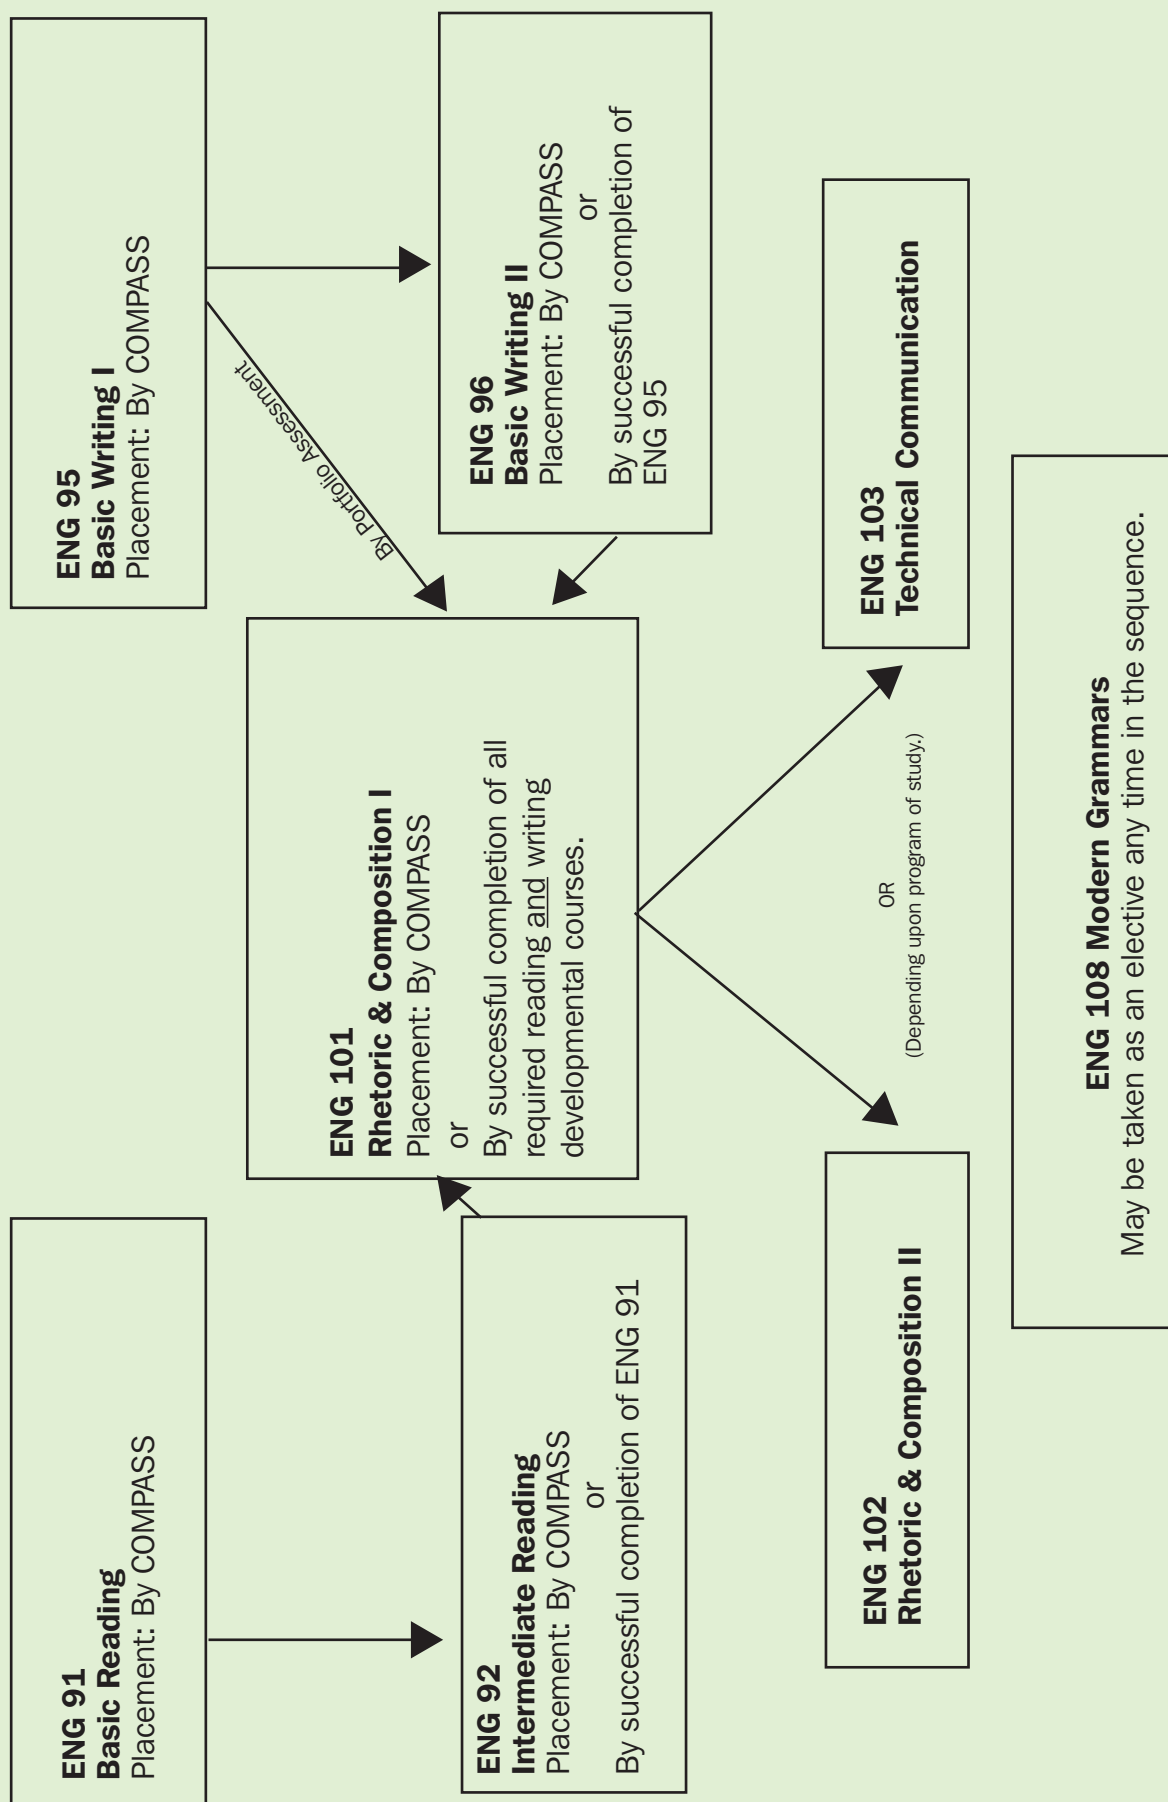 ENG 91
Basic Reading
Placement: By COMPASS
ENG 95
Basic Writing I
Placement: By COMPASS
By Portfolio Assessment
ENG 101
Rhetoric & Composition I
Placement: By COMPASS
or
By successful completion of all
required reading and writing
developmental courses.
ENG 92
Intermediate Reading
Placement: By COMPASS
or
By successful completion of ENG 91
ENG 96
Basic Writing II
Placement: By COMPASS
or
By successful completion of
ENG 95
ENG 102
Rhetoric & Composition II
OR
(Depending upon program of study.)
ENG 103
Technical Communication
ENG 108 Modern Grammars
May be taken as an elective any time in the sequence.